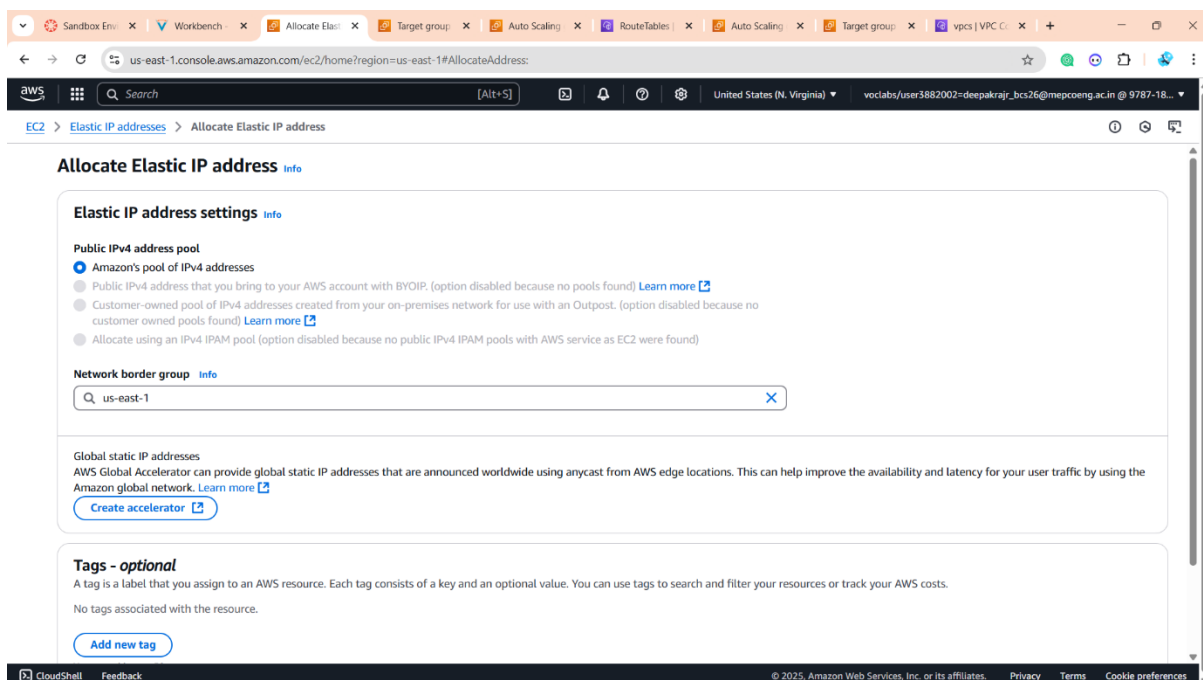 Sandbox Env
Workbench -
Allocate Elast
Target group
Auto Scaling
RouteTables |
Auto Scaling
Target group
vpcs | VPC Co
us-east-1.console.aws.amazon.com/ec2/home?region=us-east-1#AllocateAddress:
aws
Search
[Alt+S]
United States (N. Virginia)
voclabs/user3882002=deepakrajr_bcs26@mepcoeng.ac.in @ 9787-18...
EC2 > Elastic IP addresses > Allocate Elastic IP address
Allocate Elastic IP address Info
Elastic IP address settings Info
Public IPv4 address pool
Amazon's pool of IPv4 addresses
Public IPv4 address that you bring to your AWS account with BYOIP. (option disabled because no pools found) Learn more
Customer-owned pool of IPv4 addresses created from your on-premises network for use with an Outpost. (option disabled because no
customer owned pools found) Learn more
Allocate using an IPv4 IPAM pool (option disabled because no public IPv4 IPAM pools with AWS service as EC2 were found)
Network border group Info
us-east-1
Global static IP addresses
AWS Global Accelerator can provide global static IP addresses that are announced worldwide using anycast from AWS edge locations. This can help improve the availability and latency for your user traffic by using the
Amazon global network. Learn more
Create accelerator
Tags - optional
A tag is a label that you assign to an AWS resource. Each tag consists of a key and an optional value. You can use tags to search and filter your resources or track your AWS costs.
No tags associated with the resource.
Add new tag
CloudShell Feedback
© 2025, Amazon Web Services, Inc. or its affiliates. Privacy Terms Cookie preferences